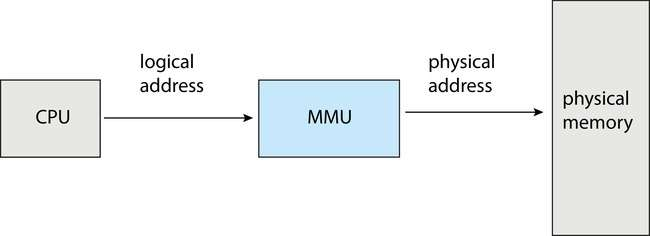 logical
address
physical
address
CPU
MMU
physical
memory